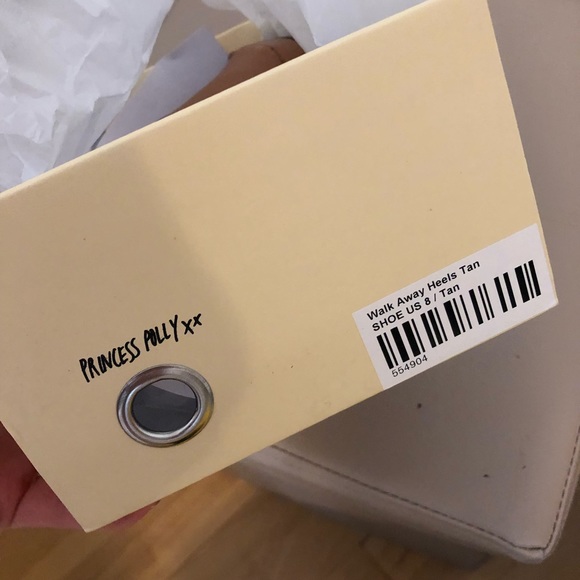 PRINCESS POLLY xx
Walk Away Heels Tan
SHOE US 8 / Tan
554904